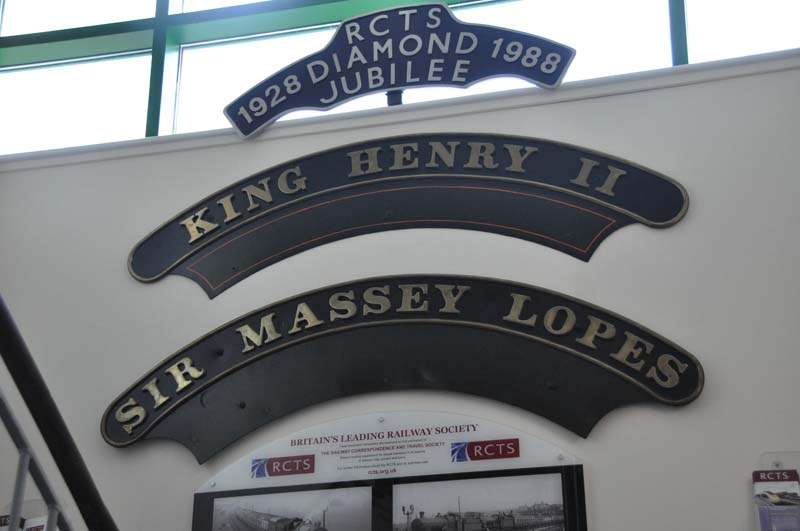 RCTS
1928 DIAMOND 1988
JUBILEE
KING HENRY II
SIR MASSEY LOPES
BRITAIN'S LEADING RAILWAY SOCIETY
THE RAILWAY CORRESPONDENCE AND TRAVEL SOCIETY
RCTS
RCTS
rcts.org.uk
RCTS